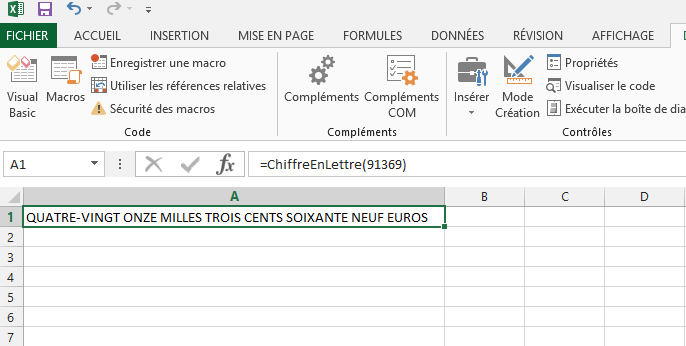 FICHIER ACCUEIL INSERTION MISE EN PAGE FORMULES DONNÉES RÉVISION AFFICHAGE
Visual Basic
Macros
Enregistrer une macro
Utiliser les références relatives
Sécurité des macros
Code
Compléments
Compléments COM
Compléments
Insérer
Mode Création
Propriétés
Visualiser le code
Exécuter la boîte de dia
Contrôles
A1 fx =ChiffreEnLettre(91369)
A B C D
1 QUATRE-VINGT ONZE MILLES TROIS CENTS SOIXANTE NEUF EUROS
2
3
4
5
6
7